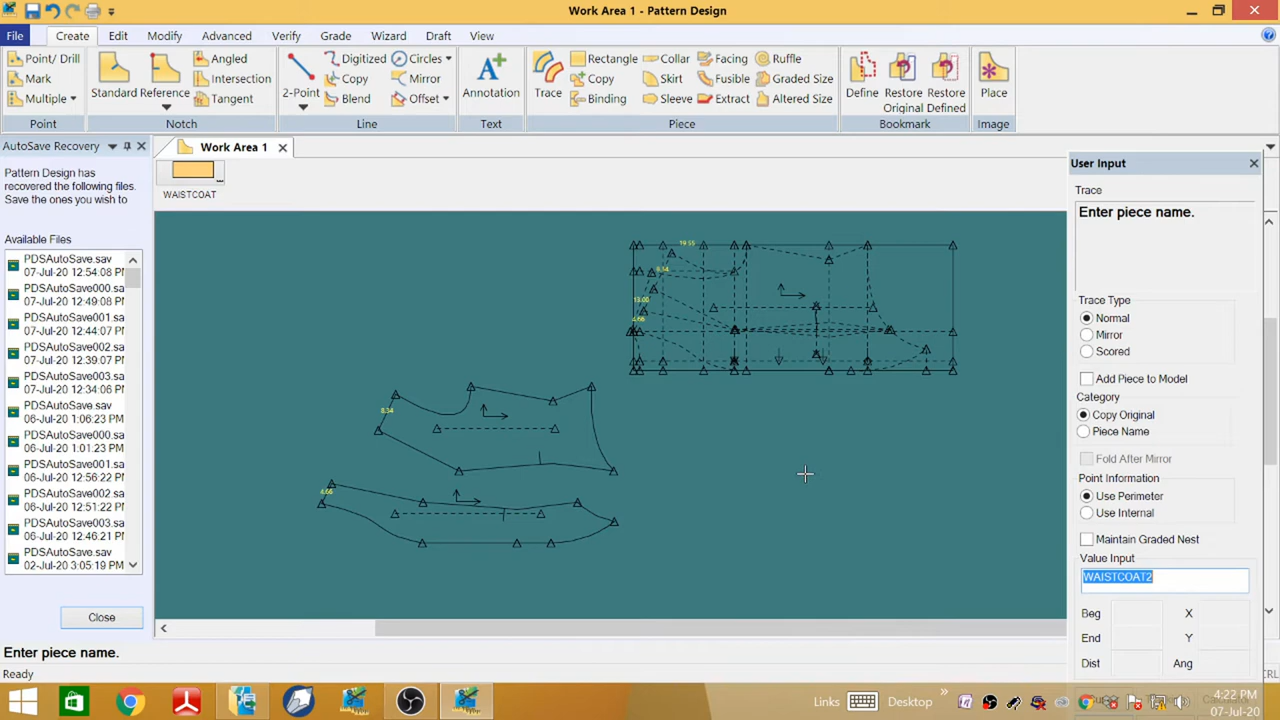 Work Area 1 - Pattern Design
File Create Edit Modify Advanced Verify Grade Wizard Draft View
Point/ Drill
Mark
Multiple
Point
Standard
Reference
Angled
Intersection
Tangent
Notch
2-Point
Digitized
Copy
Blend
Circles
Mirror
Offset
Line
Annotation
Text
Trace
Rectangle
Copy
Binding
Collar
Skirt
Sleeve
Facing
Fusible
Extract
Ruffle
Graded Size
Altered Size
Piece
Define
Restore Original
Restore Defined
Bookmark
Place
Image
AutoSave Recovery
Pattern Design has
recovered the following files.
Save the ones you wish to
Available Files
PDSAutoSave.sav
07-Jul-20 12:54:08 PM
PDSAutoSave000.sa
07-Jul-20 12:49:08 PM
PDSAutoSave001.sa
07-Jul-20 12:44:07 PM
PDSAutoSave002.sa
07-Jul-20 12:39:07 PM
PDSAutoSave003.sa
07-Jul-20 12:34:06 PM
PDSAutoSave.sav
06-Jul-20 1:06:23 PM
PDSAutoSave000.sa
06-Jul-20 1:01:23 PM
PDSAutoSave001.sa
06-Jul-20 12:56:22 PM
PDSAutoSave002.sa
06-Jul-20 12:51:22 PM
PDSAutoSave003.sa
06-Jul-20 12:46:21 PM
PDSAutoSave.sav
02-Jul-20 3:05:19 PM
Close
Work Area 1
WAISTCOAT
19.55
8.34
13.00
4.66
8.34
4.66
User Input
Trace
Enter piece name.
Trace Type
Normal
Mirror
Scored
Add Piece to Model
Category
Copy Original
Piece Name
Fold After Mirror
Point Information
Use Perimeter
Use Internal
Maintain Graded Nest
Value Input
WAISTCOAT2
Beg X
End Y
Dist Ang
Enter piece name.
Ready
Links Desktop
4:22 PM
07-Jul-20